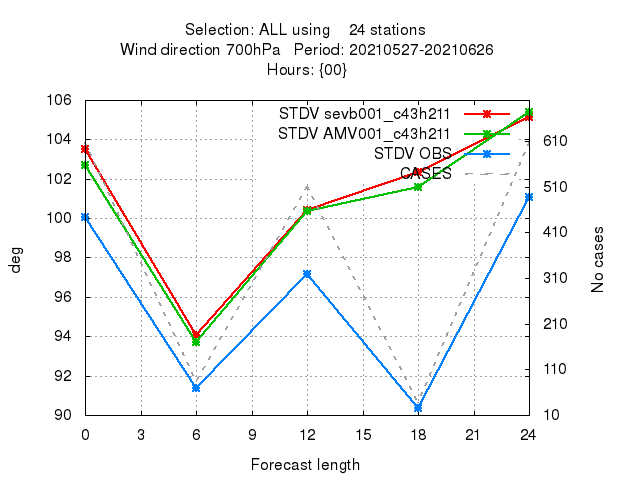 Selection: ALL using    24 stations
Wind direction 700hPa   Period: 20210527-20210626
Hours: {00}
STDV sevb001_c43h211
STDV AMV001_c43h211
STDV OBS
CASES
106
104
102
100
98
96
94
92
90
deg
610
510
410
310
210
110
10
No cases
0 3 6 9 12 15 18 21 24
Forecast length